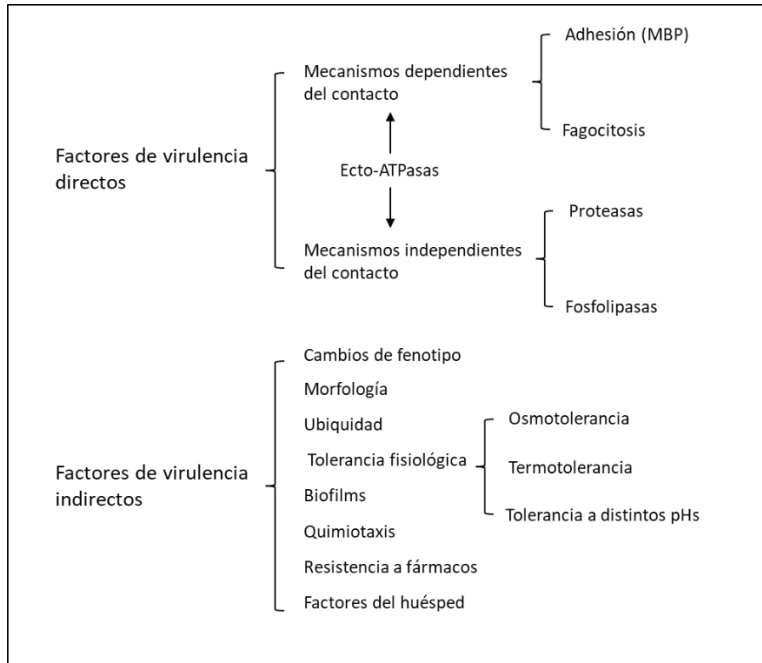 Factores de virulencia
directos
Mecanismos dependientes
del contacto
Adhesión (MBP)
Fagocitosis
Ecto-ATPasas
Mecanismos independientes
del contacto
Proteasas
Fosfolipasas
Factores de virulencia
indirectos
Cambios de fenotipo
Morfología
Ubiquidad
Tolerancia fisiológica
Osmotolerancia
Termotolerancia
Tolerancia a distintos pHs
Biofilms
Quimiotaxis
Resistencia a fármacos
Factores del huésped